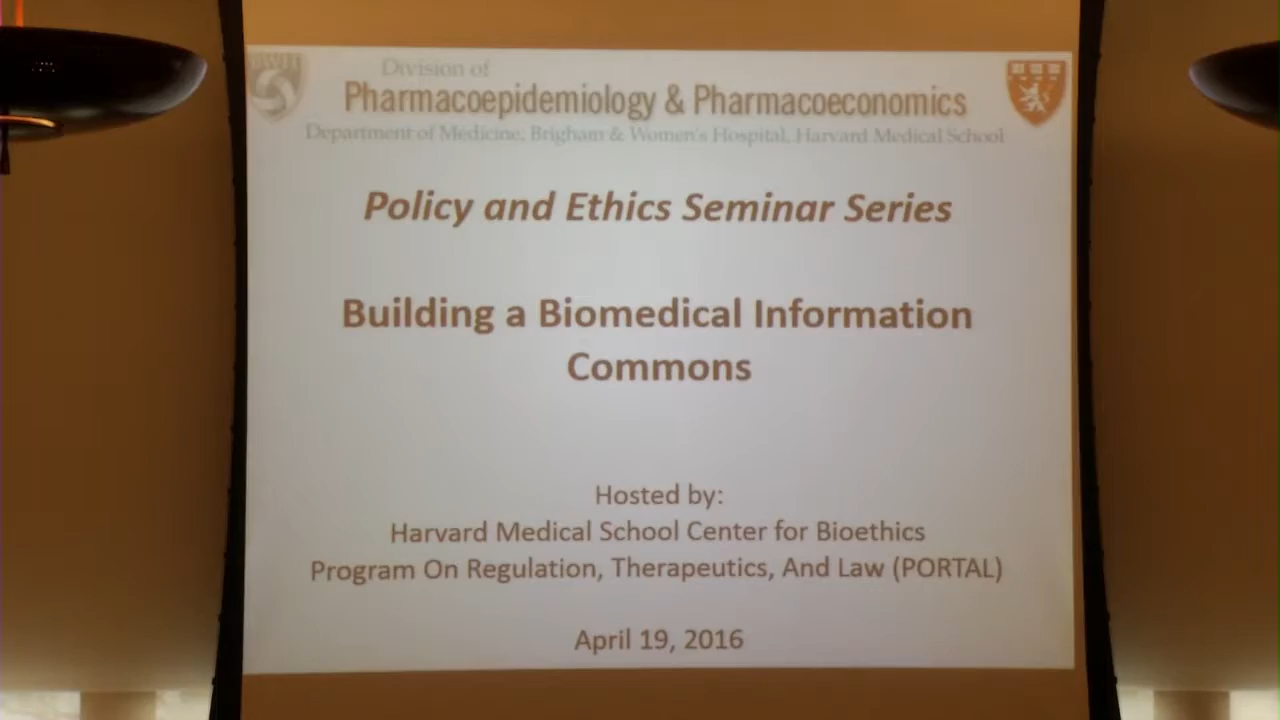 Division of
Pharmacoepidemiology & Pharmacoeconomics
Department of Medicine, Brigham & Women's Hospital, Harvard Medical School
Policy and Ethics Seminar Series
Building a Biomedical Information
Commons
Hosted by:
Harvard Medical School Center for Bioethics
Program On Regulation, Therapeutics, And Law (PORTAL)
April 19, 2016